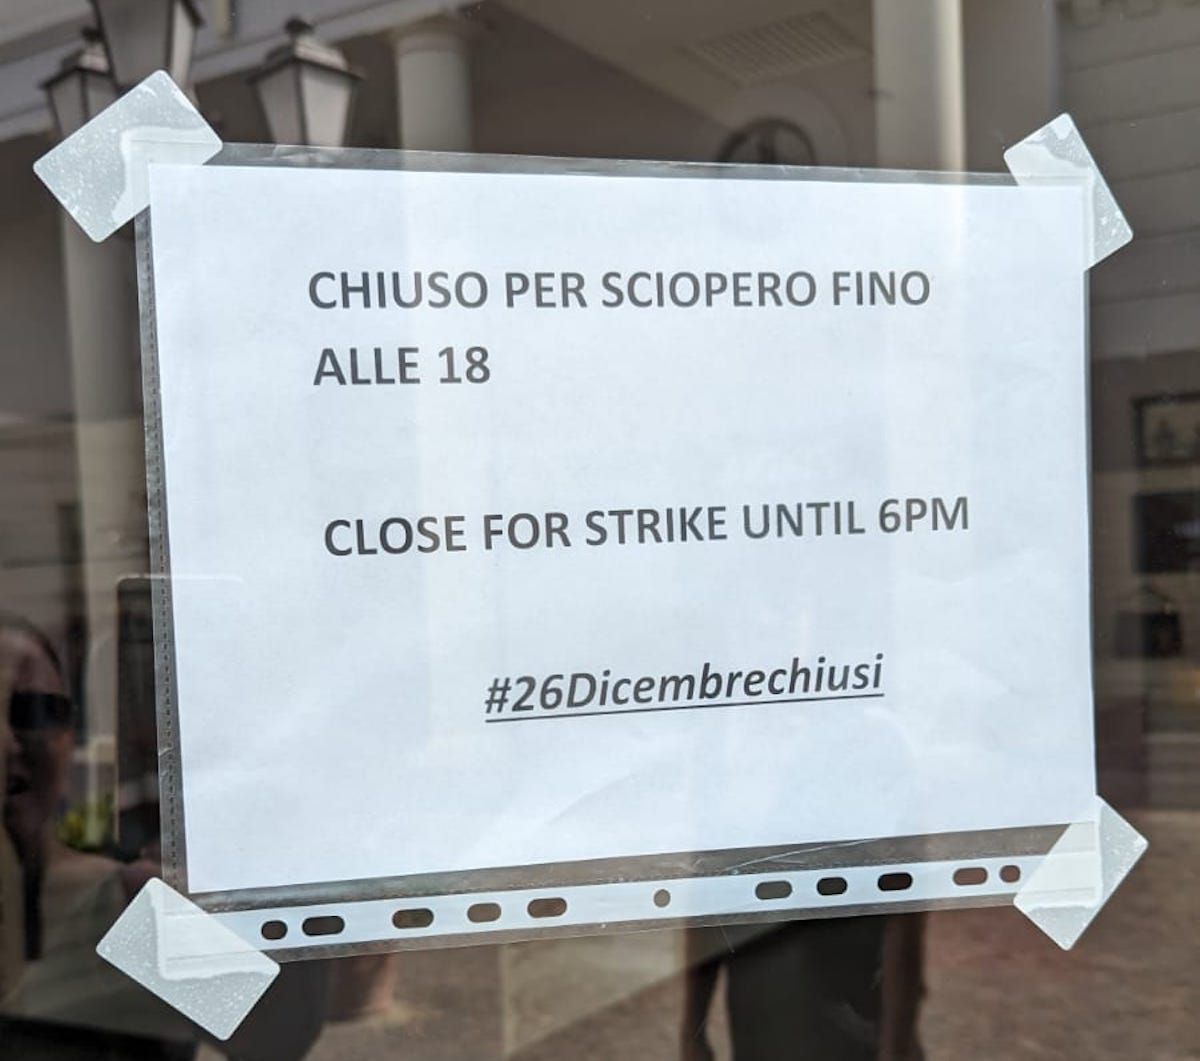 CHIUSO PER SCIOPERO FINO
ALLE 18
CLOSE FOR STRIKE UNTIL 6PM
#26Dicembrechiusi